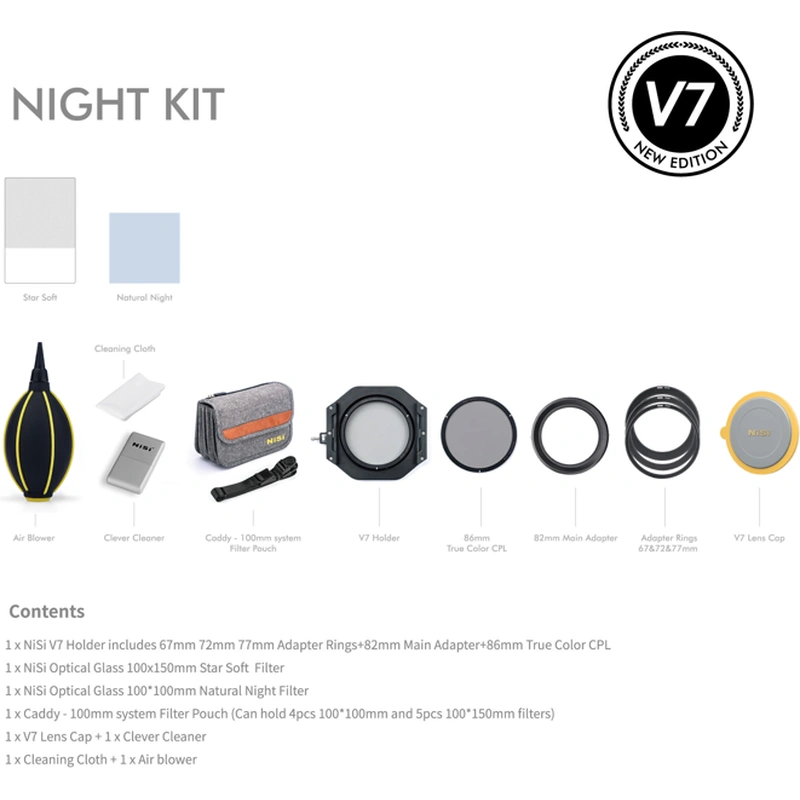 NIGHT KIT
V7
NEW EDITION
Star Soft
Natural Night
Cleaning Cloth
NiSi
NiSi
NiSi
Air Blower
Clever Cleaner
Caddy - 100mm system
Filter Pouch
V7 Holder
86mm
True Color CPL
82mm Main Adapter
Adapter Rings
67&72&77mm
V7 Lens Cap
Contents
1 x NiSi V7 Holder includes 67mm 72mm 77mm Adapter Rings+82mm Main Adapter+86mm True Color CPL
1 x NiSi Optical Glass 100x150mm Star Soft  Filter
1 x NiSi Optical Glass 100*100mm Natural Night Filter
1 x Caddy - 100mm system Filter Pouch (Can hold 4pcs 100*100mm and 5pcs 100*150mm filters)
1 x V7 Lens Cap + 1 x Clever Cleaner
1 x Cleaning Cloth + 1 x Air blower